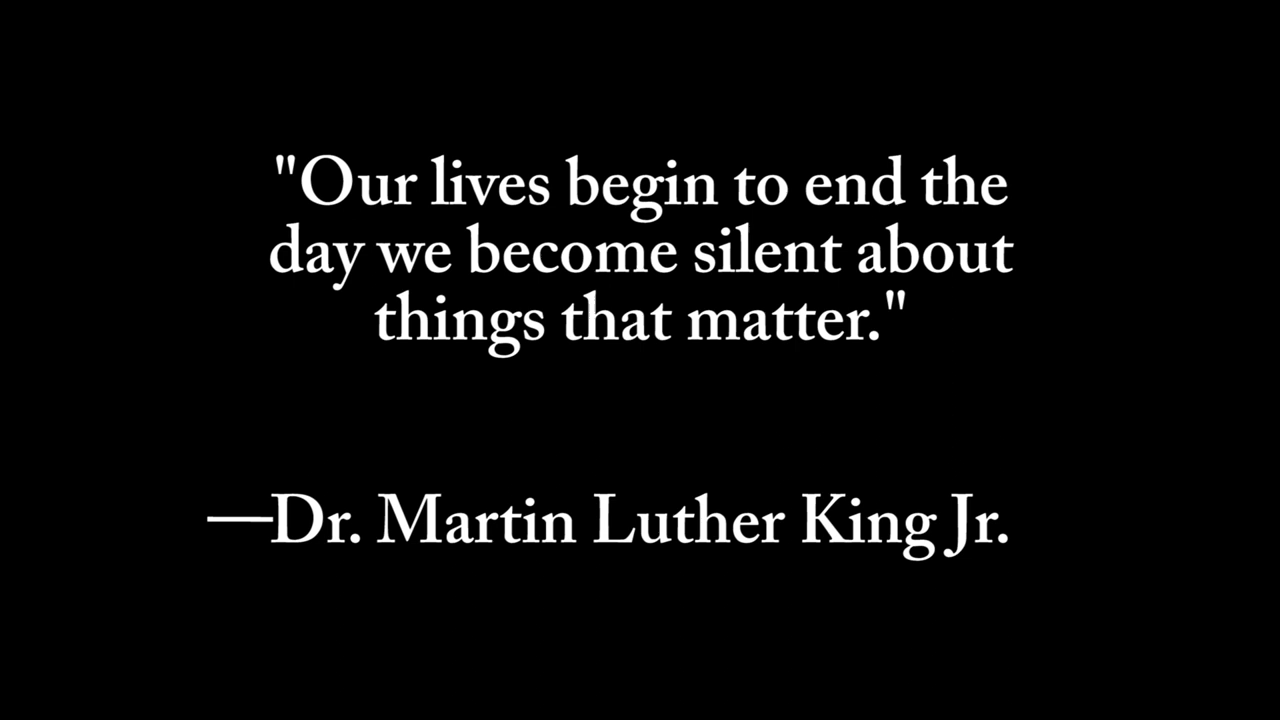 "Our lives begin to end the
day we become silent about
things that matter."
—Dr. Martin Luther King Jr.